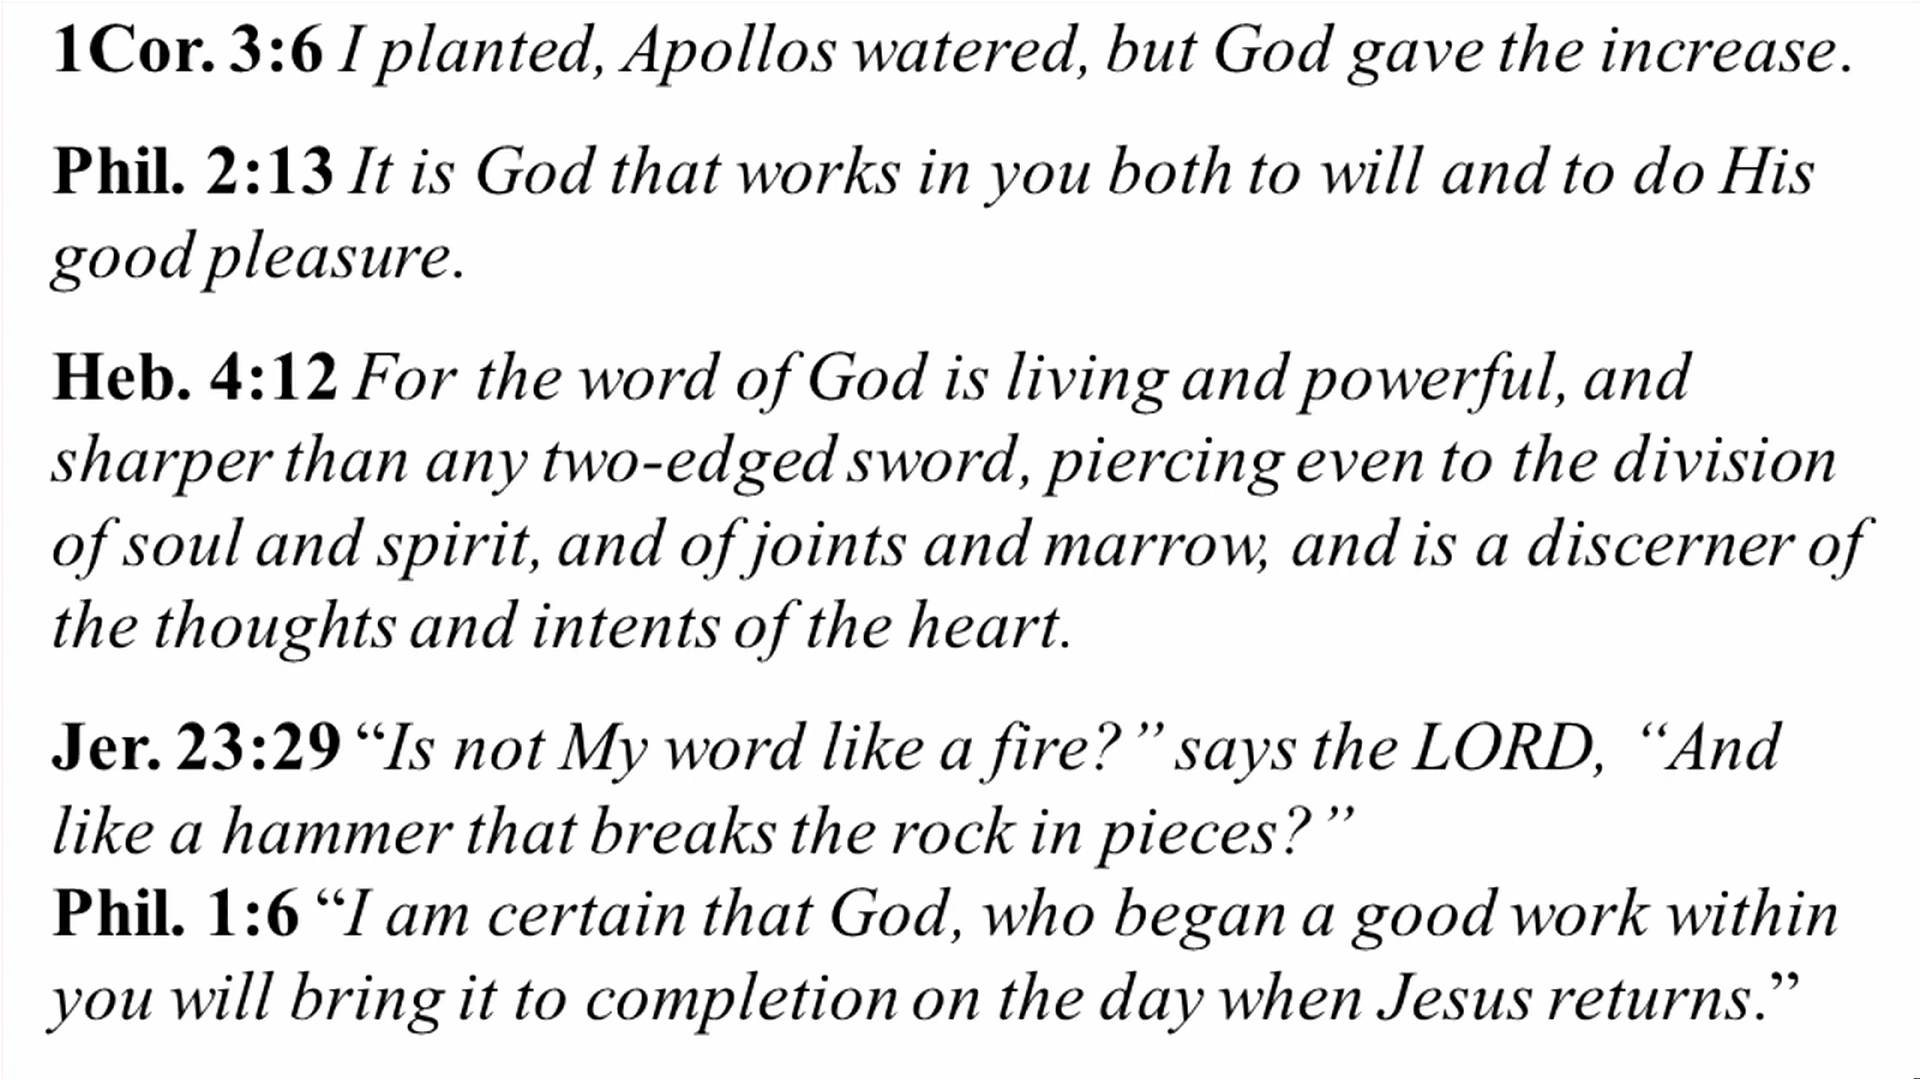 1Cor. 3:6 I planted, Apollos watered, but God gave the increase.
Phil. 2:13 It is God that works in you both to will and to do His
good pleasure.
Heb. 4:12 For the word of God is living and powerful, and
sharper than any two-edged sword, piercing even to the division
of soul and spirit, and of joints and marrow, and is a discerner of
the thoughts and intents of the heart.
Jer. 23:29 “Is not My word like a fire?” says the LORD, “And
like a hammer that breaks the rock in pieces?”
Phil. 1:6 “I am certain that God, who began a good work within
you will bring it to completion on the day when Jesus returns.”